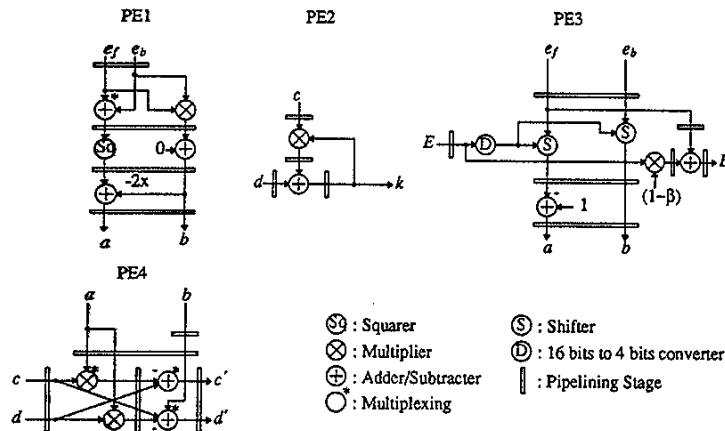 PE1
e_f e_b
*
Sq
0
-2x
a b
PE2
c
d
k
PE3
e_f e_b
E
D
S
S
E
(1-β)
-
1
a b
PE4
a b
c
*
-
*
c'
d
*
d'
Sq : Squarer
: Multiplier
: Adder/Subtracter
* : Multiplexing
S : Shifter
D : 16 bits to 4 bits converter
: Pipelining Stage